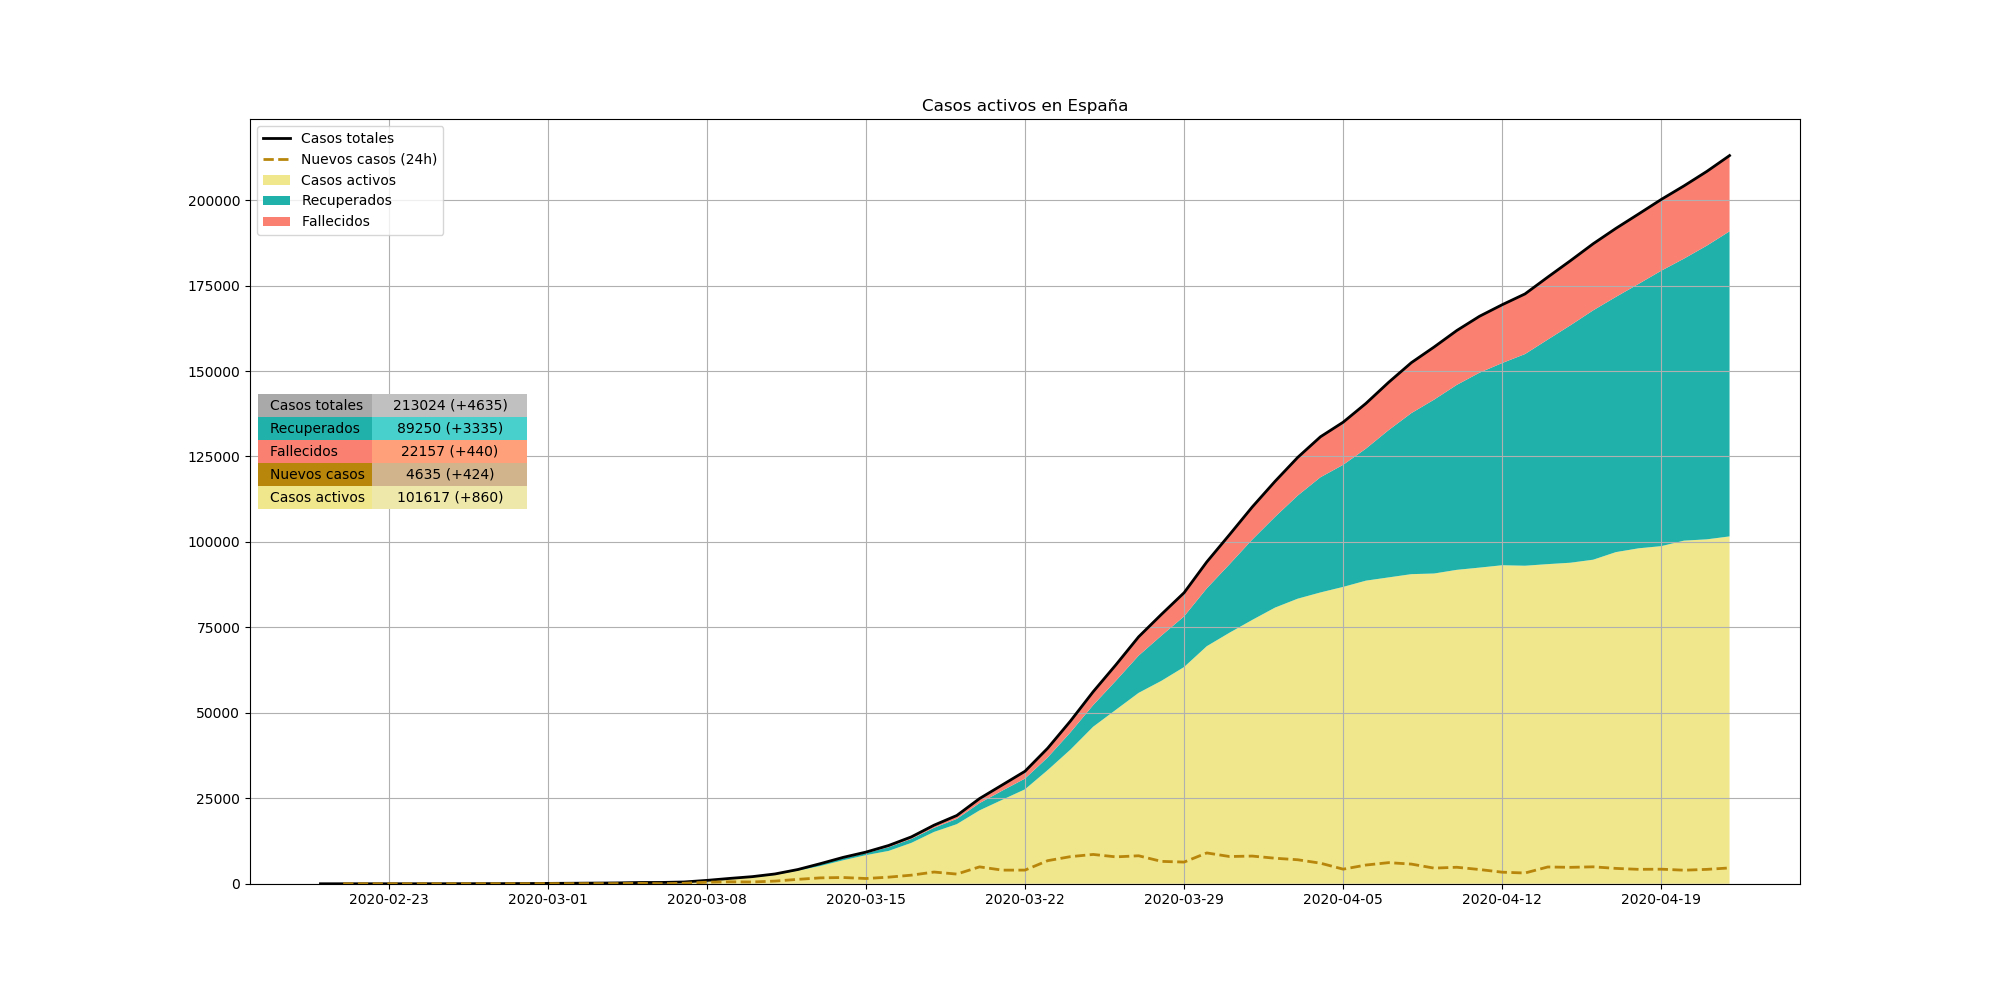 Casos activos en España
Casos totales
Nuevos casos (24h)
Casos activos
Recuperados
Fallecidos
200000
175000
150000
125000
100000
75000
50000
25000
0
Casos totales 213024 (+4635)
Recuperados 89250 (+3335)
Fallecidos 22157 (+440)
Nuevos casos 4635 (+424)
Casos activos 101617 (+860)
2020-02-23 2020-03-01 2020-03-08 2020-03-15 2020-03-22 2020-03-29 2020-04-05 2020-04-12 2020-04-19